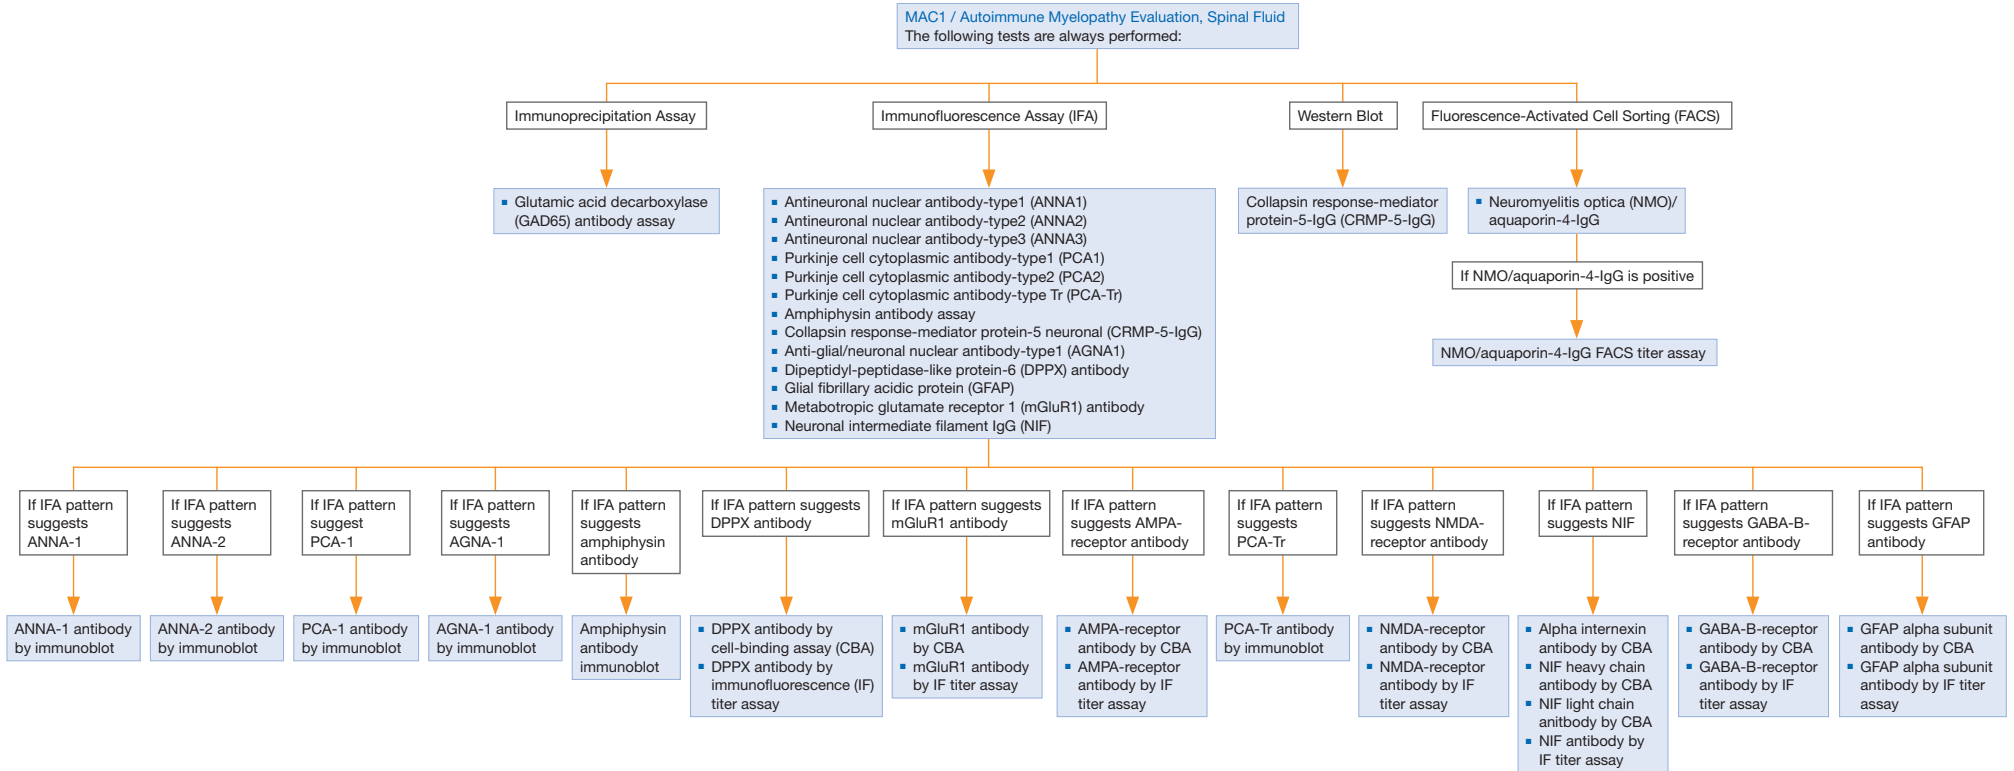 MAC1 / Autoimmune Myelopathy Evaluation, Spinal Fluid
The following tests are always performed:
Immunoprecipitation Assay
Immunofluorescence Assay (IFA)
Western Blot
Fluorescence-Activated Cell Sorting (FACS)
▪ Glutamic acid decarboxylase
(GAD65) antibody assay
▪ Antineuronal nuclear antibody-type1 (ANNA1)
▪ Antineuronal nuclear antibody-type2 (ANNA2)
▪ Antineuronal nuclear antibody-type3 (ANNA3)
▪ Purkinje cell cytoplasmic antibody-type1 (PCA1)
▪ Purkinje cell cytoplasmic antibody-type2 (PCA2)
▪ Purkinje cell cytoplasmic antibody-type Tr (PCA-Tr)
▪ Amphiphysin antibody assay
▪ Collapsin response-mediator protein-5 neuronal (CRMP-5-IgG)
▪ Anti-glial/neuronal nuclear antibody-type1 (AGNA1)
▪ Dipeptidyl-peptidase-like protein-6 (DPPX) antibody
▪ Glial fibrillary acidic protein (GFAP)
▪ Metabotropic glutamate receptor 1 (mGluR1) antibody
▪ Neuronal intermediate filament IgG (NIF)
Collapsin response-mediator
protein-5-IgG (CRMP-5-IgG)
▪ Neuromyelitis optica (NMO)/
aquaporin-4-IgG
If NMO/aquaporin-4-IgG is positive
NMO/aquaporin-4-IgG FACS titer assay
If IFA pattern
suggests
ANNA-1
If IFA pattern
suggests
ANNA-2
If IFA pattern
suggest
PCA-1
If IFA pattern
suggests
AGNA-1
If IFA pattern
suggests
amphiphysin
antibody
If IFA pattern suggests
DPPX antibody
If IFA pattern suggests
mGluR1 antibody
If IFA pattern
suggests AMPA-
receptor antibody
If IFA pattern
suggests
PCA-Tr
If IFA pattern
suggests NMDA-
receptor antibody
If IFA pattern
suggests NIF
If IFA pattern
suggests GABA-B-
receptor antibody
If IFA pattern
suggests GFAP
antibody
ANNA-1 antibody
by immunoblot
ANNA-2 antibody
by immunoblot
PCA-1 antibody
by immunoblot
AGNA-1 antibody
by immunoblot
Amphiphysin
antibody
immunoblot
▪ DPPX antibody by
cell-binding assay (CBA)
▪ DPPX antibody by
immunofluorescence (IF)
titer assay
▪ mGluR1 antibody
by CBA
▪ mGluR1 antibody
by IF titer assay
▪ AMPA-receptor
antibody by CBA
▪ AMPA-receptor
antibody by IF
titer assay
PCA-Tr antibody
by immunoblot
▪ NMDA-receptor
antibody by CBA
▪ NMDA-receptor
antibody by IF
titer assay
▪ Alpha internexin
antibody by CBA
▪ NIF heavy chain
antibody by CBA
▪ NIF light chain
anitbody by CBA
▪ NIF antibody by
IF titer assay
▪ GABA-B-receptor
antibody by CBA
▪ GABA-B-receptor
antibody by IF
titer assay
▪ GFAP alpha subunit
antibody by CBA
▪ GFAP alpha subunit
antibody by IF titer
assay